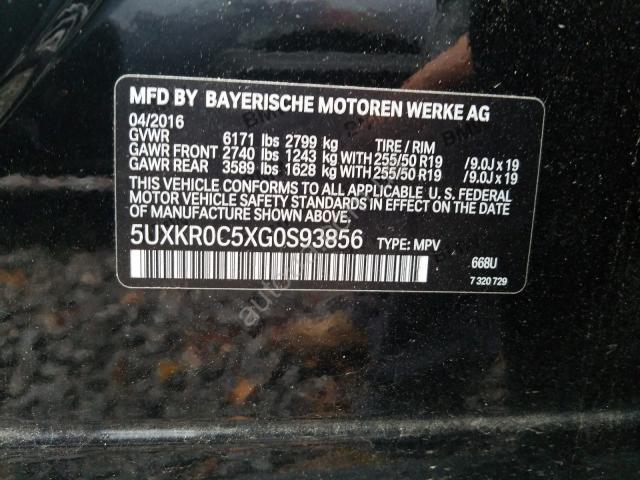 MFD BY BAYERISCHE MOTOREN WERKE AG
04/2016
GVWR 6171 lbs 2799 kg TIRE / RIM
GAWR FRONT 2740 lbs 1243 kg WITH 255/50 R19 /9.0J x 19
GAWR REAR 3589 lbs 1628 kg WITH 255/50 R19 /9.0J x 19
THIS VEHICLE CONFORMS TO ALL APPLICABLE U. S. FEDERAL
MOTOR VEHICLE SAFETY STANDARDS IN EFFECT ON THE DATE OF
MANUFACTURE SHOWN ABOVE.
5UXKR0C5XG0S93856 TYPE: MPV
668U
7 320 729